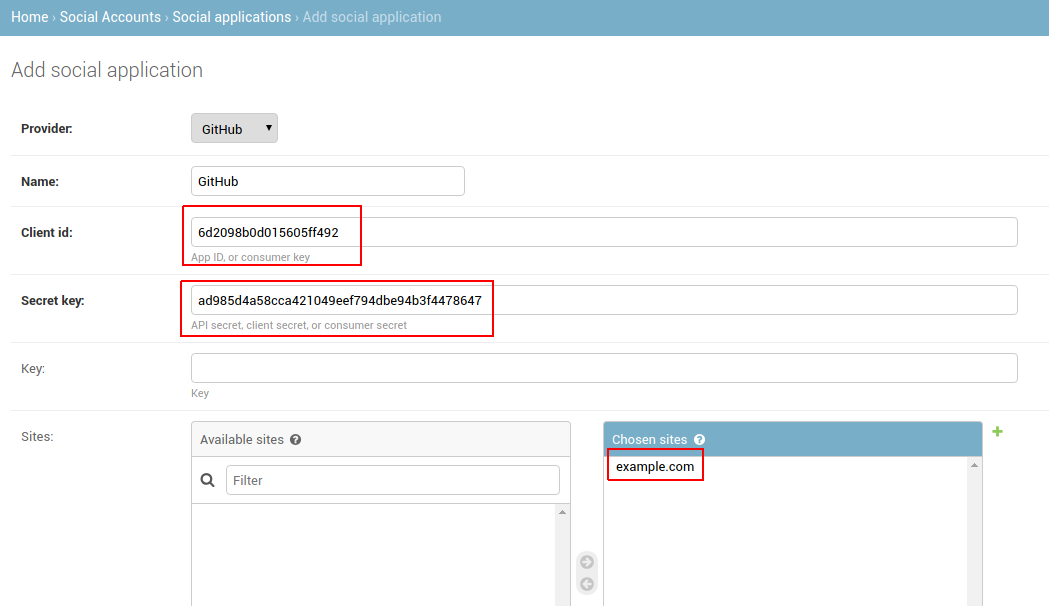 Home › Social Accounts › Social applications › Add social application
Add social application
Provider: GitHub
Name: GitHub
Client id: 6d2098b0d015605ff492
App ID, or consumer key
Secret key: ad985d4a58cca421049eef794dbe94b3f4478647
API secret, client secret, or consumer secret
Key:
Key
Sites: Available sites ? Chosen sites ? +
example.com
Filter